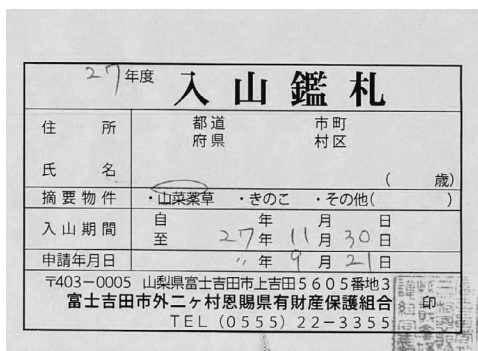 27年度 入山鑑札
住所 都道府県 市町村区
氏名 (歳)
摘要物件 ・山菜薬草 ・きのこ ・その他( )
入山期間 自 年 月 日
至 27年 11月 30日
申請年月日 〃年 9月 21日
〒403-0005 山梨県富士吉田市上吉田5605番地3
富士吉田市外二ヶ村恩賜県有財産保護組合 印
TEL (0555) 22-3355